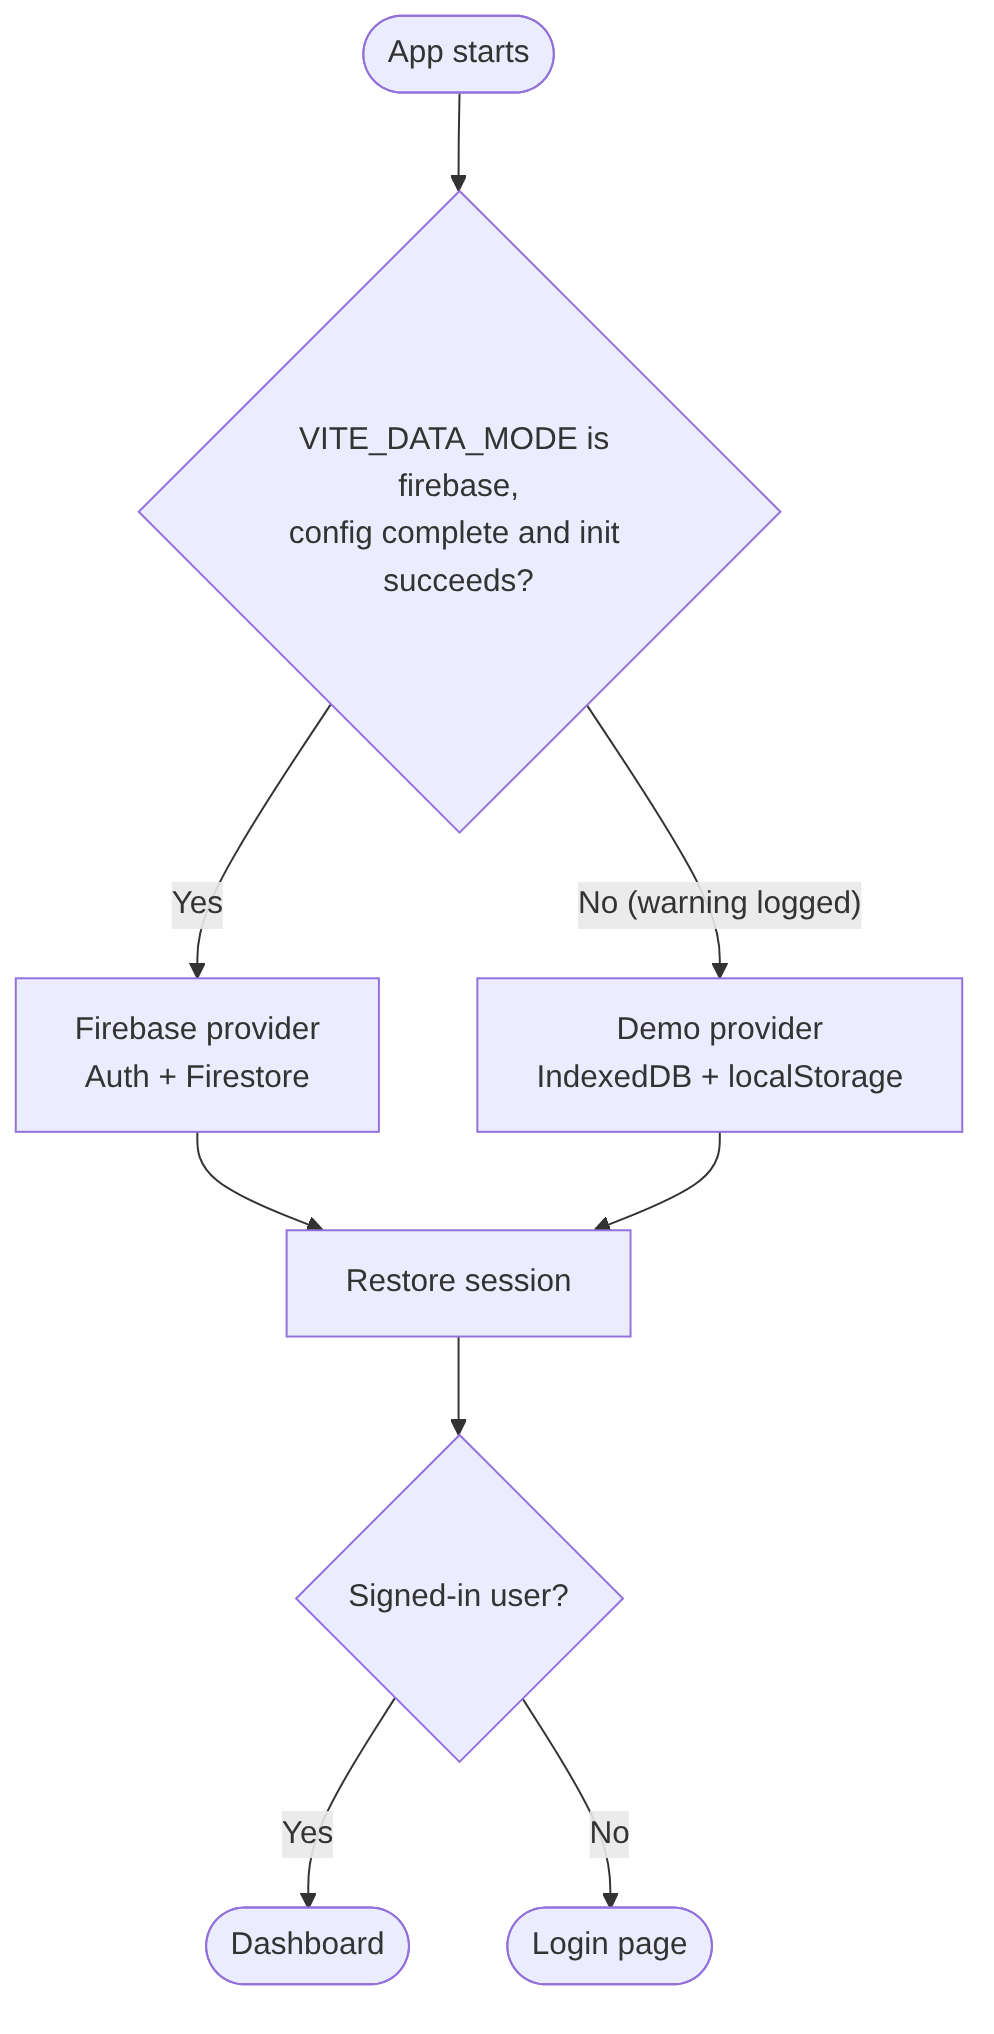 App starts
VITE_DATA_MODE is
firebase,
config complete and init
succeeds?
Yes
No (warning logged)
Firebase provider
Auth + Firestore
Demo provider
IndexedDB + localStorage
Restore session
Signed-in user?
Yes
No
Dashboard
Login page